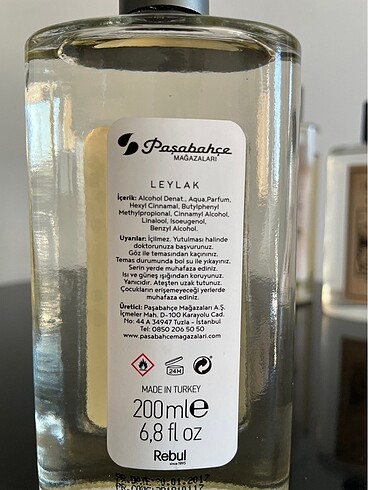 Paşabahçe
MAĞAZALARI
LEYLAK
İçerik: Alcohol Denat., Aqua,Parfum,
Hexyl Cinnamal, Butylphenyl
Methylpropional, Cinnamyl Alcohol,
Linalool, Isoeugenol,
Benzyl Alcohol.
Uyarılar: İçilmez. Yutulması halinde
doktorunuza başvurunuz.
Göz ile temasından kaçınınız.
Temas durumunda bol su ile yıkayınız.
Serin yerde muhafaza ediniz.
Isı ve güneş ışığından koruyunuz.
Yanıcıdır. Ateşten uzak tutunuz.
Çocukların erişemeyeceği yerlerde
muhafaza ediniz.
Üretici: Paşabahçe Mağazaları A.Ş.
İçmeler Mah. D-100 Karayolu Cad.
No: 44 A 34947 Tuzla – İstanbul
Tel: 0850 206 50 50
www.pasabahcemagazalari.com
24M
MADE IN TURKEY
200ml℮
6,8 fl oz
Rebul
since 1895